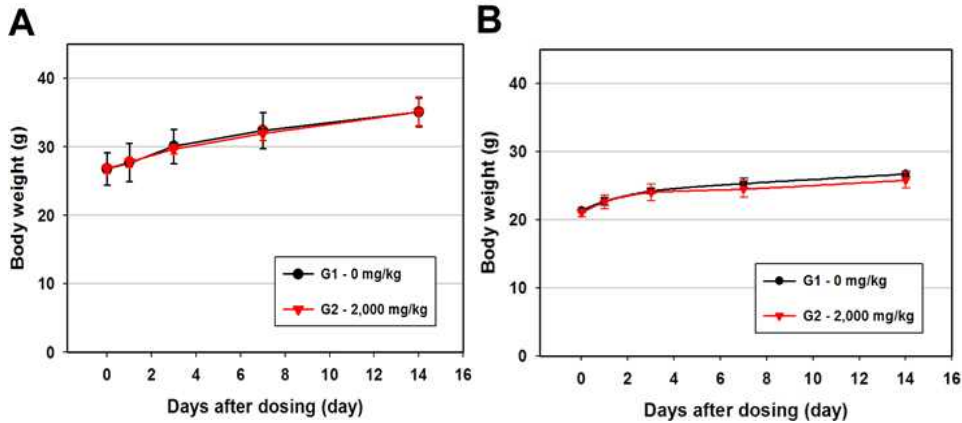 A
Body weight (g)
40
30
20
10
0
G1 - 0 mg/kg
G2 - 2,000 mg/kg
0 2 4 6 8 10 12 14 16
Days after dosing (day)
B
Body weight (g)
40
30
20
10
0
G1 - 0 mg/kg
G2 - 2,000 mg/kg
0 2 4 6 8 10 12 14 16
Days after dosing (day)